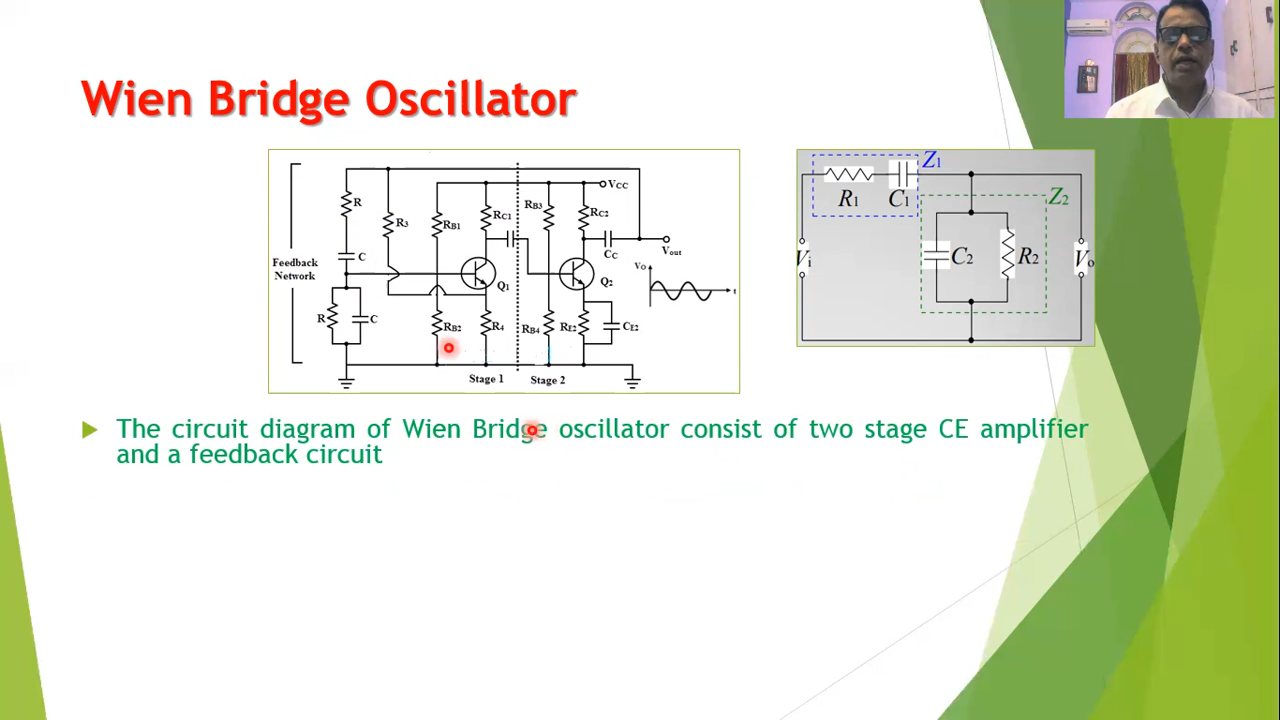 Wien Bridge Oscillator
Feedback Network
R
C
R
C
R3
RB1
RC1
RB3
RC2
VCC
CC
Vout
Vo
t
Q1
Q2
RB2
R4
RB4
RE2
CE2
Stage 1
Stage 2
Z1
R1
C1
Z2
C2
R2
Vi
Vo
The circuit diagram of Wien Bridge oscillator consist of two stage CE amplifier
and a feedback circuit